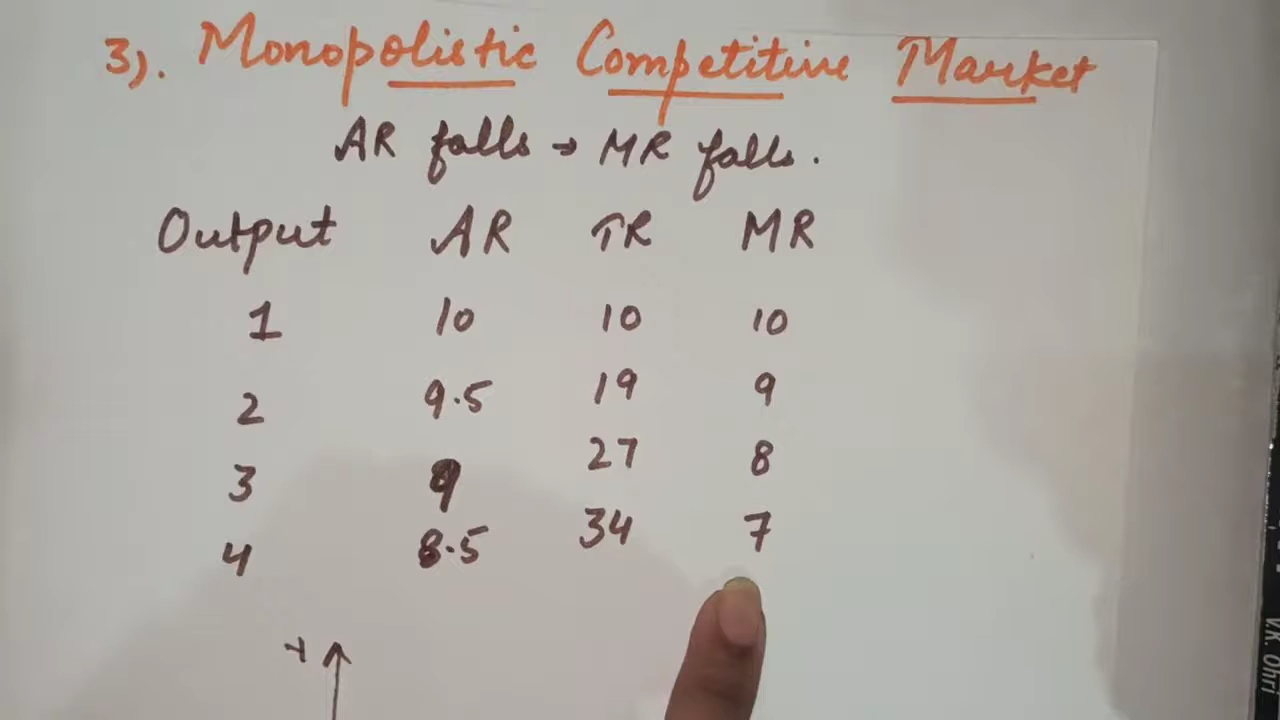 3). Monopolistic Competitive Market
AR falls → MR falls.
Output AR TR MR
1 10 10 10
2 9.5 19 9
3 9 27 8
4 8.5 34 7
Y
V.K. Ohri